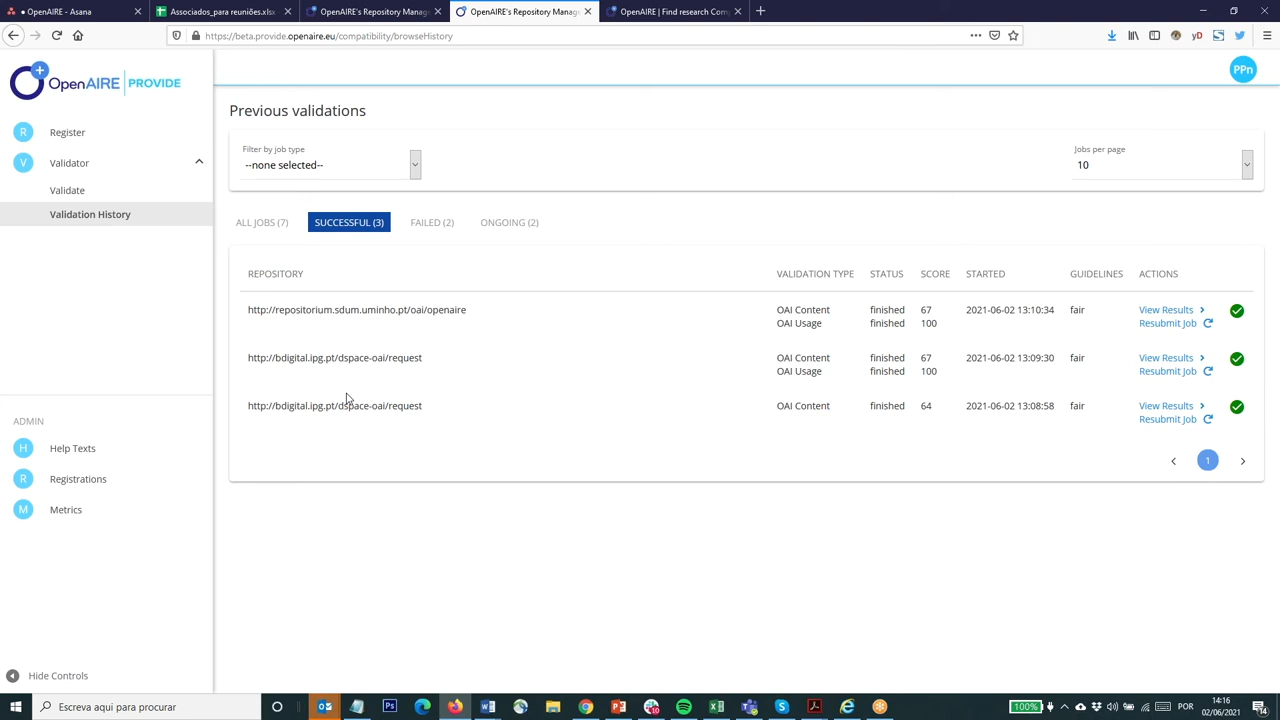 ● OpenAIRE - Asana
Associados_para reuniões.xlsx
OpenAIRE's Repository Manag
OpenAIRE's Repository Manag
OpenAIRE | Find research Com
https://beta.provide.openaire.eu/compatibility/browseHistory
yD
OpenAIRE PROVIDE
PPn
R Register
V Validator
Validate
Validation History
ADMIN
H Help Texts
R Registrations
M Metrics
Hide Controls
Previous validations
Filter by job type
--none selected--
Jobs per page
10
ALL JOBS (7) SUCCESSFUL (3) FAILED (2) ONGOING (2)
REPOSITORY VALIDATION TYPE STATUS SCORE STARTED GUIDELINES ACTIONS
http://repositorium.sdum.uminho.pt/oai/openaire OAI Content finished 67 2021-06-02 13:10:34 fair View Results
OAI Usage finished 100 Resubmit Job
http://bdigital.ipg.pt/dspace-oai/request OAI Content finished 67 2021-06-02 13:09:30 fair View Results
OAI Usage finished 100 Resubmit Job
http://bdigital.ipg.pt/dspace-oai/request OAI Content finished 64 2021-06-02 13:08:58 fair View Results
Resubmit Job
1
Escreva aqui para procurar
100%
POR
14:16
02/06/2021